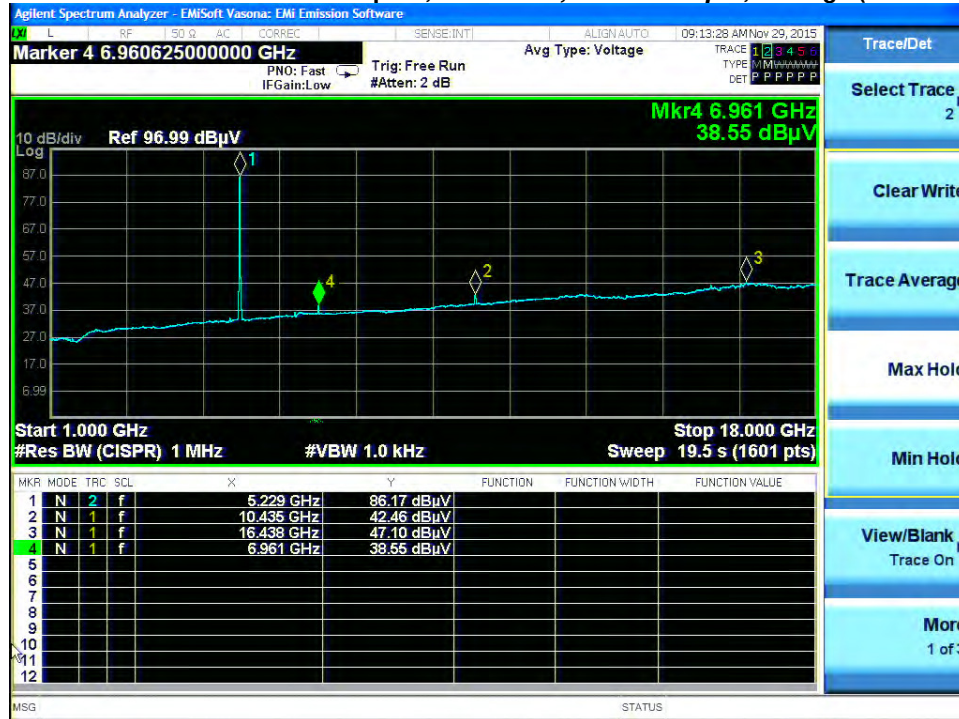 Agilent Spectrum Analyzer - EMiSoft Vasona: EMi Emission Software
LXI L RF 50 Ω AC CORREC SENSE:INT ALIGN AUTO 09:13:28 AM Nov 29, 2015
Marker 4 6.960625000000 GHz
PNO: Fast
IFGain:Low
Trig: Free Run
#Atten: 2 dB
Avg Type: Voltage
TRACE 1 2 3 4 5 6
TYPE M M
DET P P P P P P
Mkr4 6.961 GHz
38.55 dBµV
10 dB/div Ref 96.99 dBµV
Log
87.0
77.0
67.0
57.0
47.0
37.0
27.0
17.0
6.99
1
4
2
3
Start 1.000 GHz
Stop 18.000 GHz
#Res BW (CISPR) 1 MHz #VBW 1.0 kHz Sweep 19.5 s (1601 pts)
MKR MODE TRC SCL X Y FUNCTION FUNCTION WIDTH FUNCTION VALUE
1 N 2 f 5.229 GHz 86.17 dBµV
2 N 1 f 10.435 GHz 42.46 dBµV
3 N 1 f 16.438 GHz 47.10 dBµV
4 N 1 f 6.961 GHz 38.55 dBµV
5
6
7
8
9
10
11
12
MSG STATUS
Trace/Det
Select Trace
2
Clear Write
Trace Average
Max Hold
Min Hold
View/Blank
Trace On
More
1 of 3